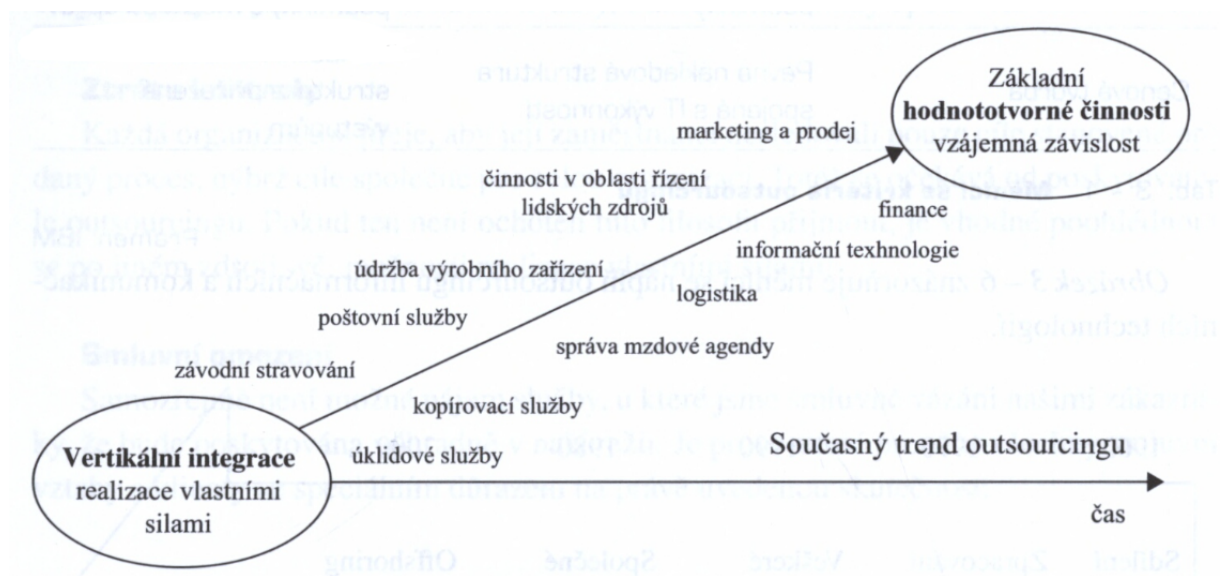 Základní
hodnototvorné činnosti
vzájemná závislost
marketing a prodej
činnosti v oblasti řízení
lidských zdrojů
finance
informační texhnologie
údržba výrobního zařízení
logistika
poštovní služby
správa mzdové agendy
závodní stravování
kopírovací služby
Vertikální integrace
realizace vlastními
silami
úklidové služby
Současný trend outsourcingu
čas